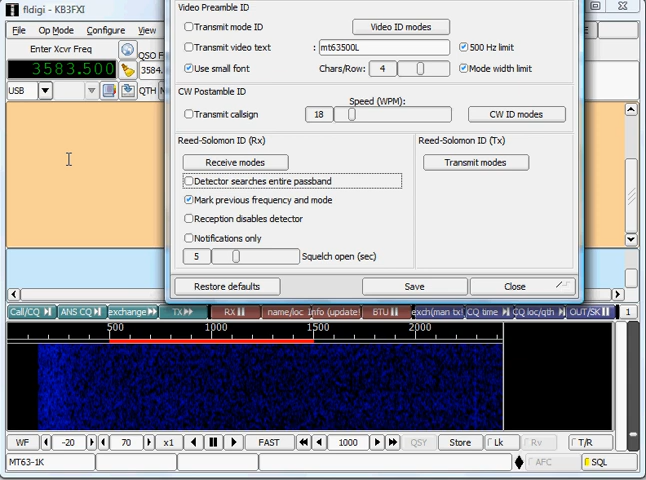 fldigi - KB3FXI
File Op Mode Configure View
Enter Xcvr Freq
QSO F
3583.500
3584.
USB
QTH
Video Preamble ID
Transmit mode ID
Video ID modes
Transmit video text : mt63500L
500 Hz limit
Use small font
Chars/Row: 4
Mode width limit
CW Postamble ID
Speed (WPM):
Transmit callsign 18
CW ID modes
Reed-Solomon ID (Rx)
Reed-Solomon ID (Tx)
Receive modes
Transmit modes
Detector searches entire passband
Mark previous frequency and mode
Reception disables detector
Notifications only
5 Squelch open (sec)
Restore defaults Save Close
Call/CQ ANS CQ exchange TX RX name/loc Info (update) BTU exch(man tx) CQ time CQ loc/qth OUT/SK 1
500 1000 1500 2000
WF -20 70 x1 FAST 1000 QSY Store Lk Rv T/R
MT63-1K AFC SQL